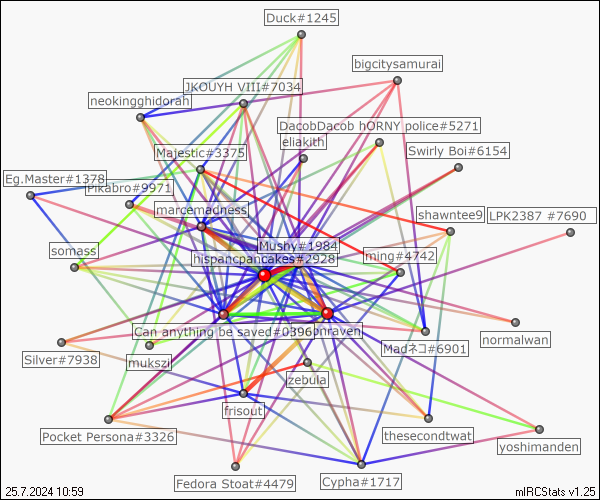 Duck#1245
bigcitysamurai
JKOUYH VIII#7034
neokingghidorah
DacobDacob hORNY police#5271
eliakith
Swirly Boi#6154
Majestic#3375
Eg.Master#1378
Pikabro#9971
marcemadness
shawntee9
LPK2387 #7690
Mushy#1984
somass
hispancpancakes#2928
ming#4742
Can anything be saved#0396
onraven
normalwan
Madネコ#6901
Silver#7938
mukszi
zebula
frisout
Pocket Persona#3326
thesecondtwat
yoshimanden
Fedora Stoat#4479
Cypha#1717
25.7.2024 10:59
mIRCStats v1.25